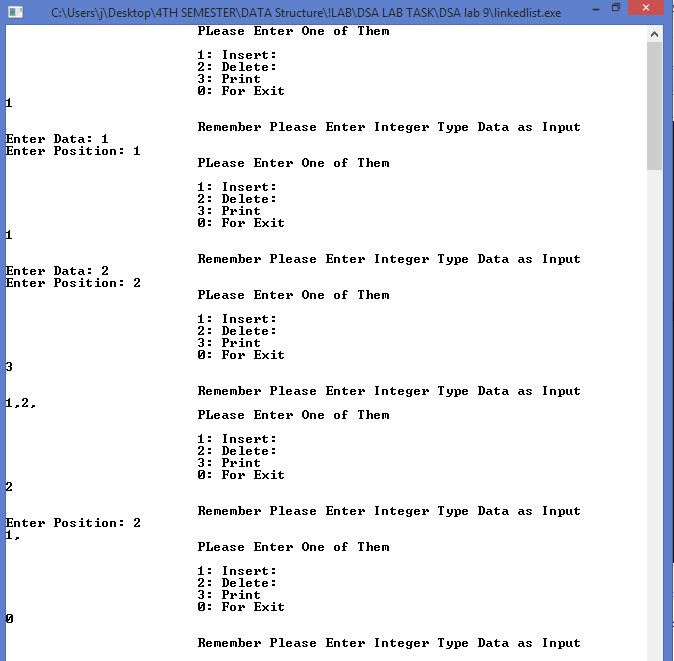 C:\Users\j\Desktop\4TH SEMESTER\DATA Structure\!LAB\DSA LAB TASK\DSA lab 9\linkedlist.exe
PLease Enter One of Them
1: Insert:
2: Delete:
3: Print
0: For Exit
1
Remember Please Enter Integer Type Data as Input
Enter Data: 1
Enter Position: 1
PLease Enter One of Them
1: Insert:
2: Delete:
3: Print
0: For Exit
1
Remember Please Enter Integer Type Data as Input
Enter Data: 2
Enter Position: 2
PLease Enter One of Them
1: Insert:
2: Delete:
3: Print
0: For Exit
3
Remember Please Enter Integer Type Data as Input
1,2,
PLease Enter One of Them
1: Insert:
2: Delete:
3: Print
0: For Exit
2
Remember Please Enter Integer Type Data as Input
Enter Position: 2
1,
PLease Enter One of Them
1: Insert:
2: Delete:
3: Print
0: For Exit
0
Remember Please Enter Integer Type Data as Input